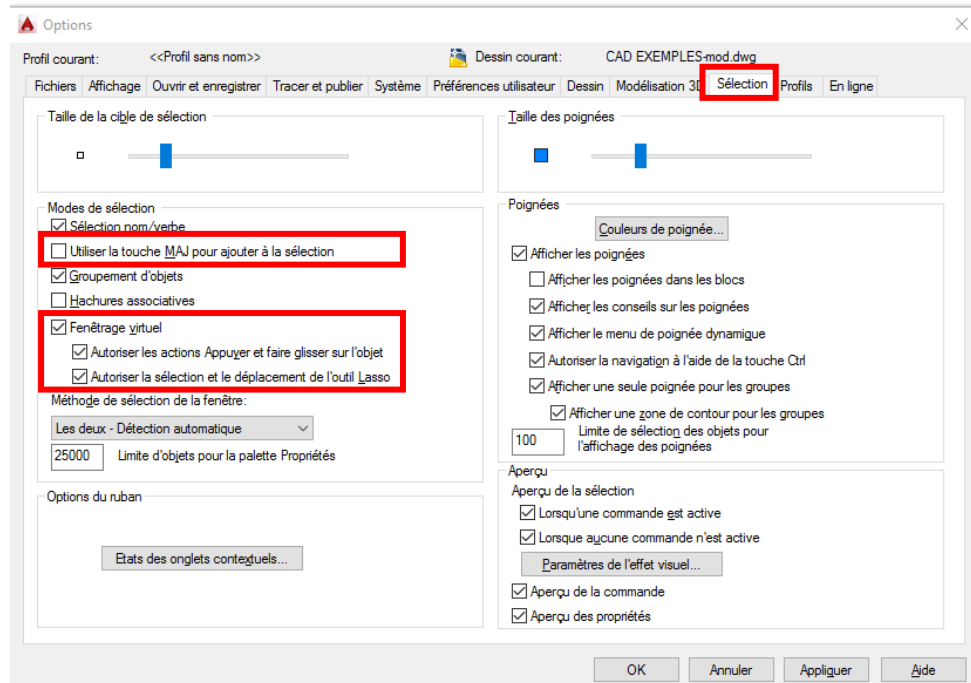 Options
Profil courant: <<Profil sans nom>> Dessin courant: CAD EXEMPLES-mod.dwg
Fichiers Affichage Ouvrir et enregistrer Tracer et publier Système Préférences utilisateur Dessin Modélisation 3D Sélection Profils En ligne
Taille de la cible de sélection
Modes de sélection
Sélection nom/verbe
Utiliser la touche MAJ pour ajouter à la sélection
Groupement d'objets
Hachures associatives
Fenêtrage virtuel
Autoriser les actions Appuyer et faire glisser sur l'objet
Autoriser la sélection et le déplacement de l'outil Lasso
Méthode de sélection de la fenêtre:
Les deux - Détection automatique
25000 Limite d'objets pour la palette Propriétés
Options du ruban
Etats des onglets contextuels...
Taille des poignées
Poignées
Couleurs de poignée...
Afficher les poignées
Afficher les poignées dans les blocs
Afficher les conseils sur les poignées
Afficher le menu de poignée dynamique
Autoriser la navigation à l'aide de la touche Ctrl
Afficher une seule poignée pour les groupes
Afficher une zone de contour pour les groupes
100 Limite de sélection des objets pour
l'affichage des poignées
Aperçu
Aperçu de la sélection
Lorsqu'une commande est active
Lorsque aucune commande n'est active
Paramètres de l'effet visuel...
Aperçu de la commande
Aperçu des propriétés
OK Annuler Appliquer Aide